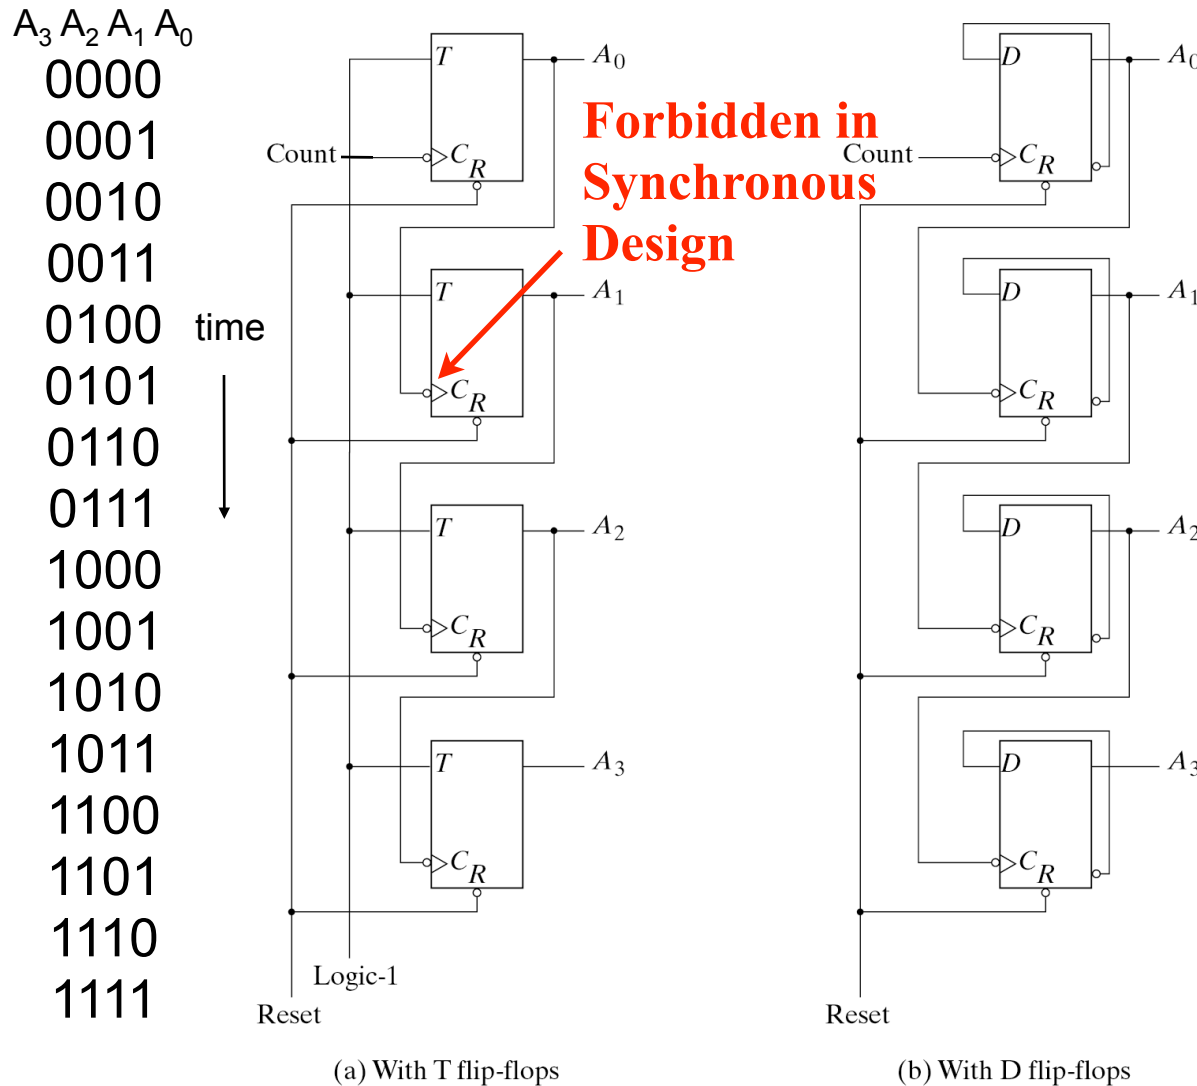 A3 A2 A1 A0
0000
0001
0010
0011
0100
0101
0110
0111
1000
1001
1010
1011
1100
1101
1110
1111
time
T
A0
Count
C
R
Forbidden in
Synchronous
Design
T
A1
C
R
T
A2
C
R
T
A3
C
R
Logic-1
Reset
(a) With T flip-flops
D
A0
Count
C
R
D
A1
C
R
D
A2
C
R
D
A3
C
R
Reset
(b) With D flip-flops